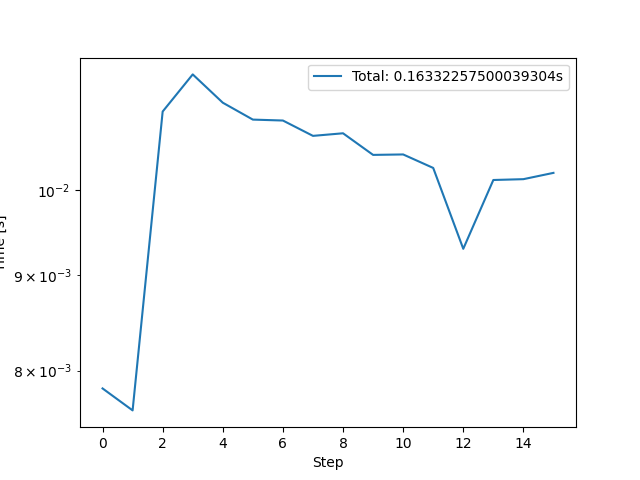 Total: 0.16332257500039304s
10⁻²
9 × 10⁻³
8 × 10⁻³
0 2 4 6 8 10 12 14
Step
[s]